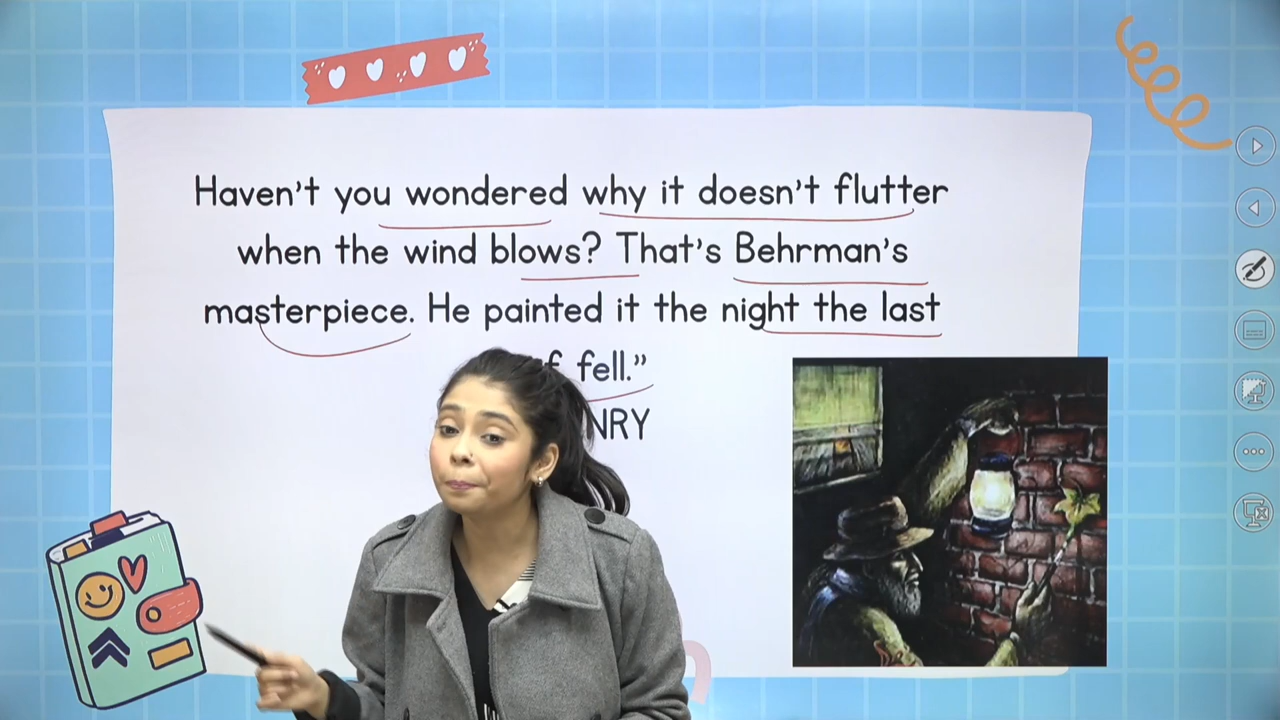 Haven't you wondered why it doesn't flutter
when the wind blows? That's Behrman's
masterpiece. He painted it the night the last
fell."